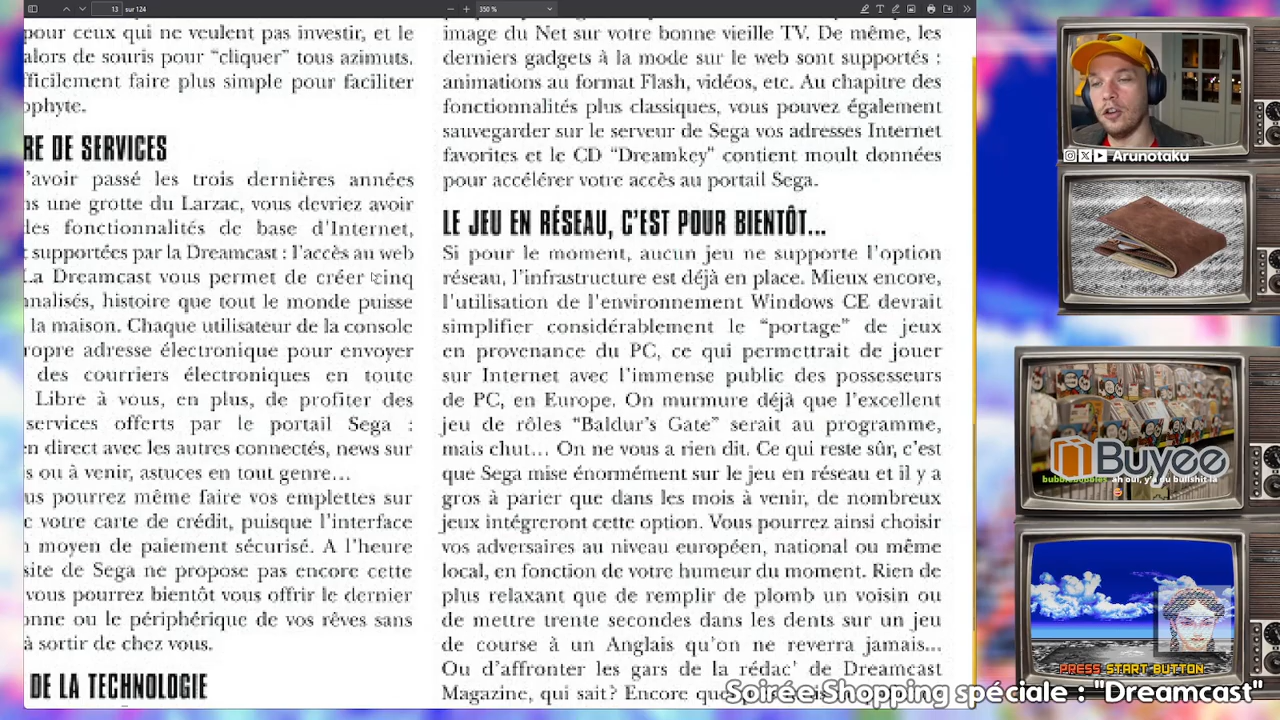 13 sur 124
350 %
pour ceux qui ne veulent pas investir, et le
alors de souris pour “cliquer” tous azimuts.
fficilement faire plus simple pour faciliter
ophyte.
RE DE SERVICES
'avoir passé les trois dernières années
ns une grotte du Larzac, vous devriez avoir
les fonctionnalités de base d'Internet,
t supportées par la Dreamcast : l'accès au web
La Dreamcast vous permet de créer cinq
nnalisés, histoire que tout le monde puisse
la maison. Chaque utilisateur de la console
ropre adresse électronique pour envoyer
des courriers électroniques en toute
Libre à vous, en plus, de profiter des
services offerts par le portail Sega :
en direct avec les autres connectés, news sur
s ou à venir, astuces en tout genre...
us pourrez même faire vos emplettes sur
c votre carte de crédit, puisque l'interface
n moyen de paiement sécurisé. A l'heure
site de Sega ne propose pas encore cette
vous pourrez bientôt vous offrir le dernier
onne ou le périphérique de vos rêves sans
à sortir de chez vous.
DE LA TECHNOLOGIE
image du Net sur votre bonne vieille TV. De même, les
derniers gadgets à la mode sur le web sont supportés :
animations au format Flash, vidéos, etc. Au chapitre des
fonctionnalités plus classiques, vous pouvez également
sauvegarder sur le serveur de Sega vos adresses Internet
favorites et le CD “Dreamkey” contient moult données
pour accélérer votre accès au portail Sega.
LE JEU EN RÉSEAU, C'EST POUR BIENTÔT...
Si pour le moment, aucun jeu ne supporte l'option
réseau, l'infrastructure est déjà en place. Mieux encore,
l'utilisation de l'environnement Windows CE devrait
simplifier considérablement le “portage” de jeux
en provenance du PC, ce qui permettrait de jouer
sur Internet avec l'immense public des possesseurs
de PC, en Europe. On murmure déjà que l'excellent
jeu de rôles “Baldur's Gate” serait au programme,
mais chut... On ne vous a rien dit. Ce qui reste sûr, c'est
que Sega mise énormément sur le jeu en réseau et il y a
gros à parier que dans les mois à venir, de nombreux
jeux intégreront cette option. Vous pourrez ainsi choisir
vos adversaires au niveau européen, national ou même
local, en fonction de votre humeur du moment. Rien de
plus relaxant que de remplir de plomb un voisin ou
de mettre trente secondes dans les dents sur un jeu
de course à un Anglais qu'on ne reverra jamais...
Ou d'affronter les gars de la rédac' de Dreamcast
Magazine, qui sait? Encore
Arunotaku
Buyee
bubblebobbles ah oui, y'a du bullshit la
PRESS START BUTTON
Soirée Shopping spéciale : "Dreamcast"